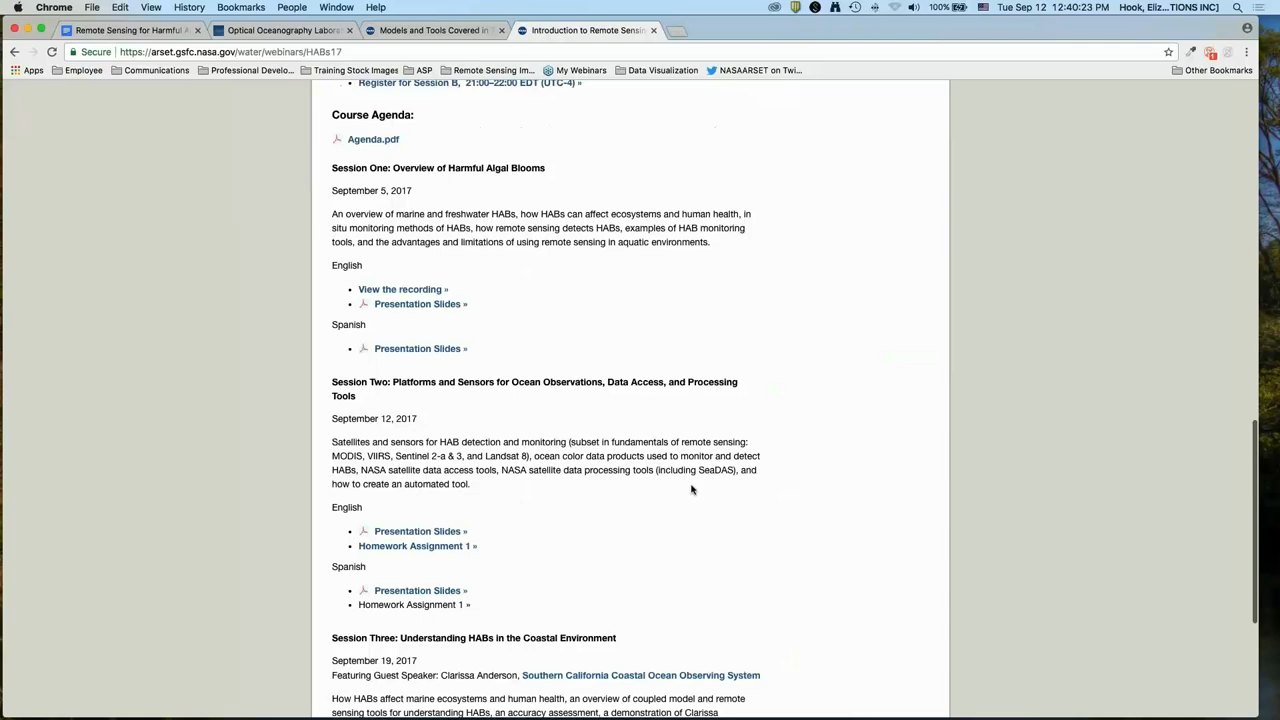 Chrome File Edit View History Bookmarks People Window Help 100% Tue Sep 12 12:40:23 PM Hook, Eliz...TIONS INC]
Remote Sensing for Harmful A × Optical Oceanography Labora × Models and Tools Covered in T × Introduction to Remote Sensin ×
Secure https://arset.gsfc.nasa.gov/water/webinars/HABs17
Apps Employee Communications Professional Develo... Training Stock Images ASP Remote Sensing Im... My Webinars Data Visualization NASAARSET on Twi... Other Bookmarks
• Register for Session B, 21:00–22:00 EDT (UTC-4) »
Course Agenda:
Agenda.pdf
Session One: Overview of Harmful Algal Blooms
September 5, 2017
An overview of marine and freshwater HABs, how HABs can affect ecosystems and human health, in
situ monitoring methods of HABs, how remote sensing detects HABs, examples of HAB monitoring
tools, and the advantages and limitations of using remote sensing in aquatic environments.
English
• View the recording »
• Presentation Slides »
Spanish
• Presentation Slides »
Session Two: Platforms and Sensors for Ocean Observations, Data Access, and Processing
Tools
September 12, 2017
Satellites and sensors for HAB detection and monitoring (subset in fundamentals of remote sensing:
MODIS, VIIRS, Sentinel 2-a & 3, and Landsat 8), ocean color data products used to monitor and detect
HABs, NASA satellite data access tools, NASA satellite data processing tools (including SeaDAS), and
how to create an automated tool.
English
• Presentation Slides »
• Homework Assignment 1 »
Spanish
• Presentation Slides »
• Homework Assignment 1 »
Session Three: Understanding HABs in the Coastal Environment
September 19, 2017
Featuring Guest Speaker: Clarissa Anderson, Southern California Coastal Ocean Observing System
How HABs affect marine ecosystems and human health, an overview of coupled model and remote
sensing tools for understanding HABs, an accuracy assessment, a demonstration of Clarissa